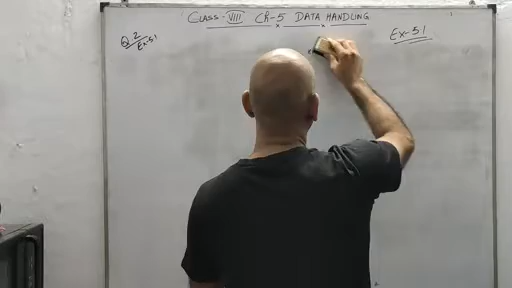 CLASS-VIII Ch-5 DATA HANDLING
Q.2 Ex-5.1
Ex-5.1